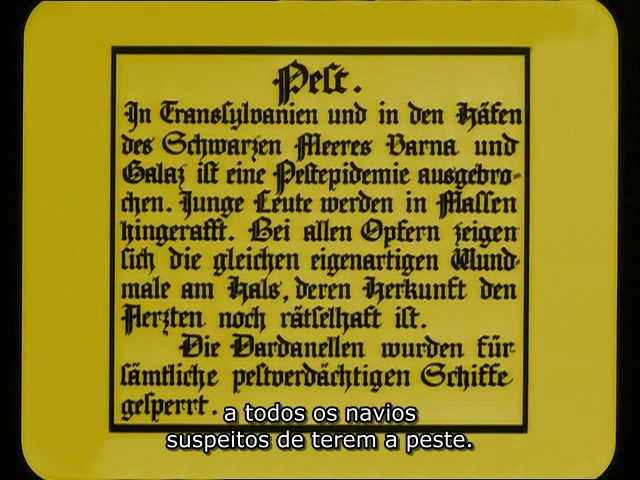 Pest.
In Transsylvanien und in den Häfen
des Schwarzen Meeres Varna und
Galaz ist eine Pestepidemie ausgebro-
chen. Junge Leute werden in Massen
hingerafft. Bei allen Opfern zeigen
sich die gleichen eigenartigen Wund-
male am Hals, deren Herkunft den
Aerzten noch rätselhaft ist.
Die Dardanellen wurden für
sämtliche pestverdächtigen Schiffe
gesperrt.
a todos os navios
suspeitos de terem a peste.